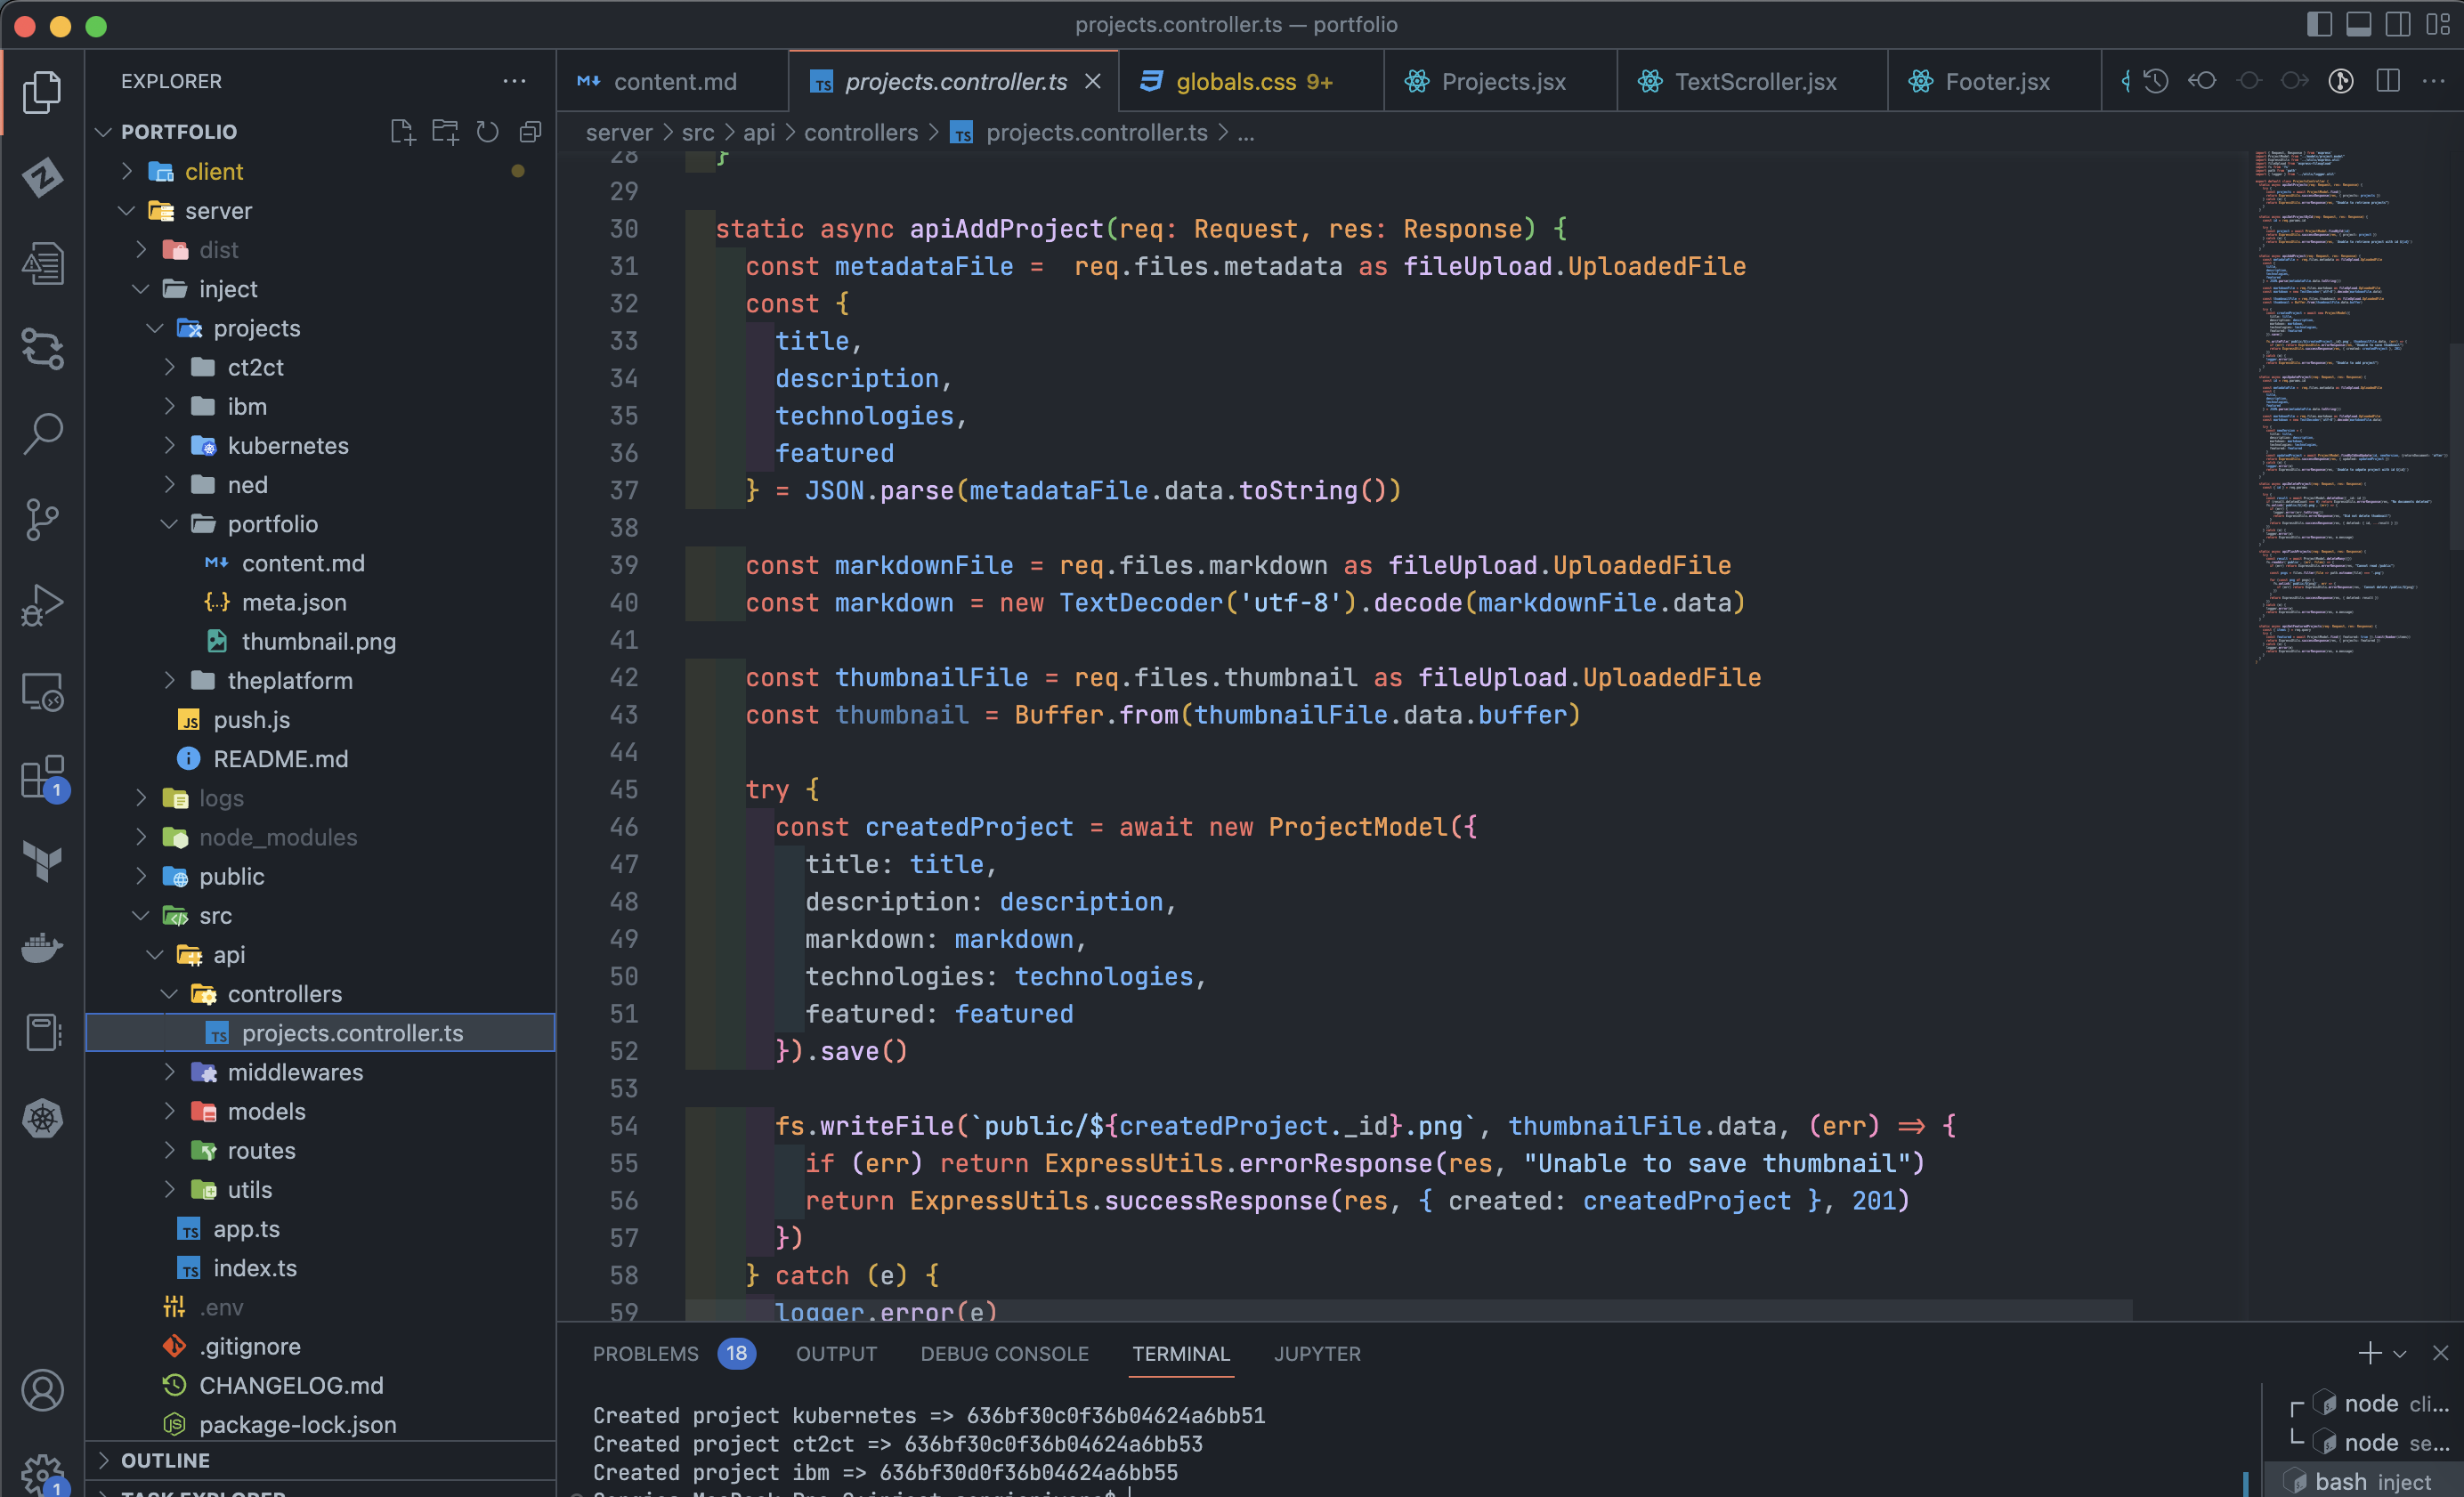 projects.controller.ts — portfolio
EXPLORER
PORTFOLIO
client
server
dist
inject
projects
ct2ct
ibm
kubernetes
ned
portfolio
content.md
meta.json
thumbnail.png
theplatform
push.js
README.md
logs
node_modules
public
src
api
controllers
projects.controller.ts
middlewares
models
routes
utils
app.ts
index.ts
.env
.gitignore
CHANGELOG.md
package-lock.json
OUTLINE
TASK EXPLORER
1
1
content.md
projects.controller.ts
globals.css 9+
Projects.jsx
TextScroller.jsx
Footer.jsx
server > src > api > controllers > TS projects.controller.ts > ...
28 }
29
30 static async apiAddProject(req: Request, res: Response) {
31 const metadataFile =  req.files.metadata as fileUpload.UploadedFile
32 const {
33 title,
34 description,
35 technologies,
36 featured
37 } = JSON.parse(metadataFile.data.toString())
38
39 const markdownFile = req.files.markdown as fileUpload.UploadedFile
40 const markdown = new TextDecoder('utf-8').decode(markdownFile.data)
41
42 const thumbnailFile = req.files.thumbnail as fileUpload.UploadedFile
43 const thumbnail = Buffer.from(thumbnailFile.data.buffer)
44
45 try {
46 const createdProject = await new ProjectModel({
47 title: title,
48 description: description,
49 markdown: markdown,
50 technologies: technologies,
51 featured: featured
52 }).save()
53
54 fs.writeFile(`public/${createdProject._id}.png`, thumbnailFile.data, (err) => {
55 if (err) return ExpressUtils.errorResponse(res, "Unable to save thumbnail")
56 return ExpressUtils.successResponse(res, { created: createdProject }, 201)
57 })
58 } catch (e) {
59 logger.error(e)
PROBLEMS 18 OUTPUT DEBUG CONSOLE TERMINAL JUPYTER
Created project kubernetes => 636bf30c0f36b04624a6bb51
Created project ct2ct => 636bf30c0f36b04624a6bb53
Created project ibm => 636bf30d0f36b04624a6bb55
node cli...
node se...
bash inject